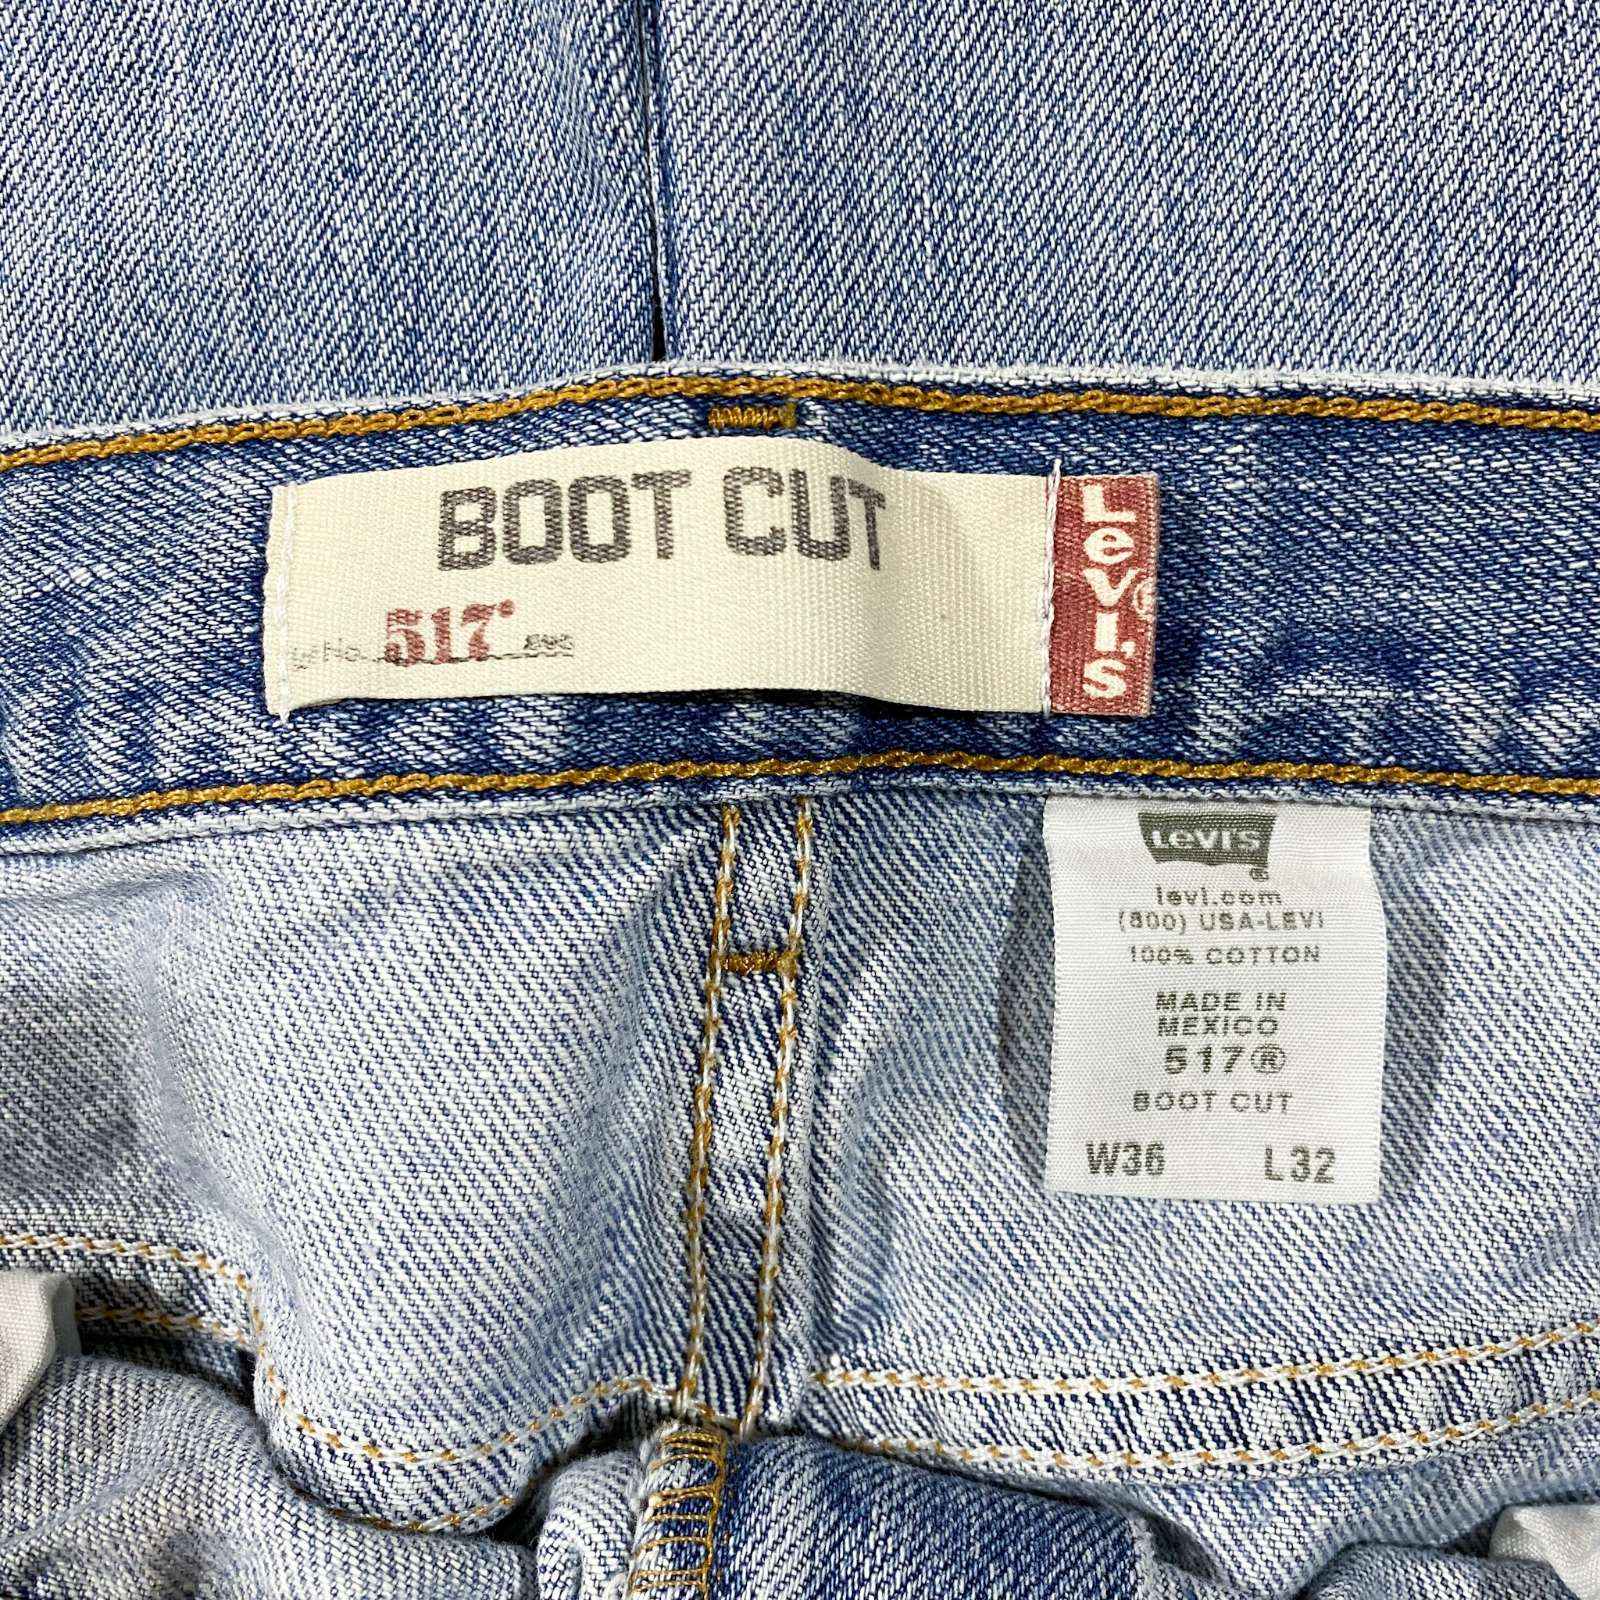 BOOT CUT
517®
Levi's®
Levi's®
levi.com
(800) USA-LEVI
100% COTTON
MADE IN
MEXICO
517®
BOOT CUT
W36 L32